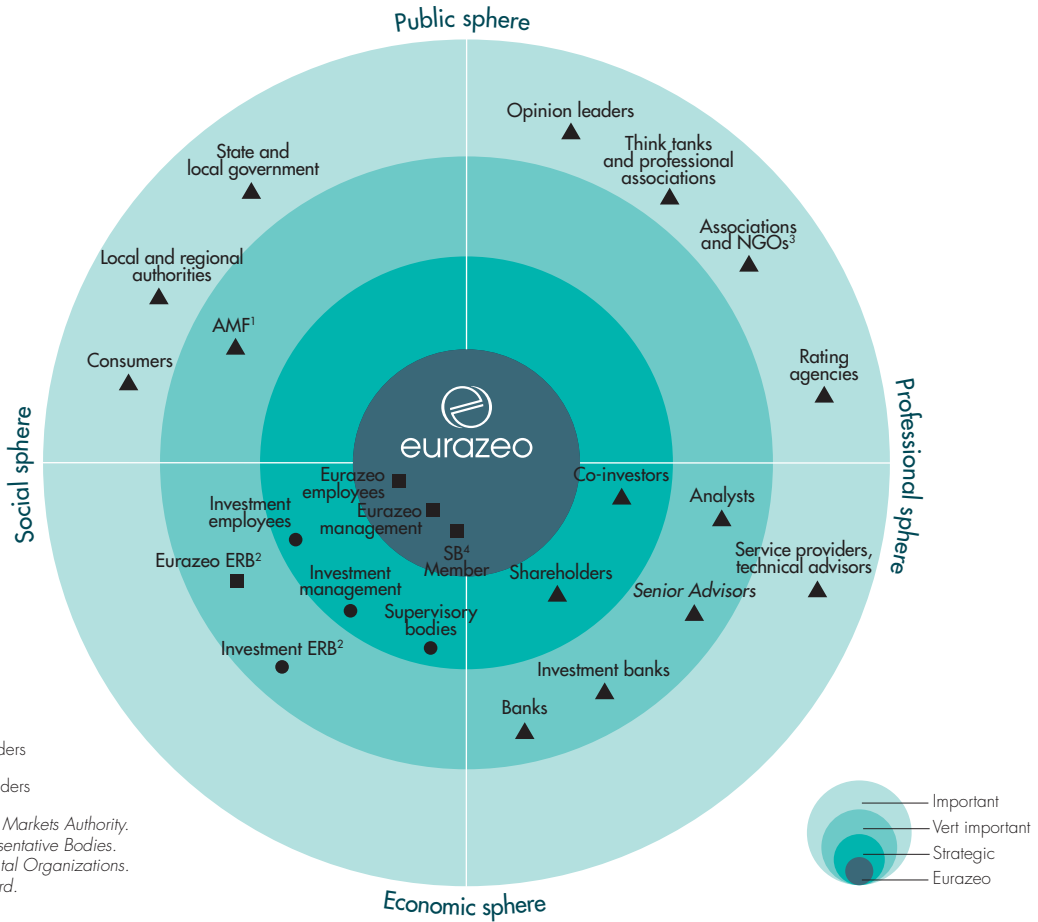 Public sphere
Opinion leaders
Think tanks
and professional
associations
State and
local government
Associations
and NGOs³
Local and regional
authorities
AMF¹
Consumers
Rating
agencies
eurazeo
Social sphere
Professional sphere
Eurazeo
employees
Co-investors
Investment
employees
Analysts
Eurazeo
management
Eurazeo ERB²
SB⁴
Member
Service providers,
technical advisors
Investment
management
Shareholders
Senior Advisors
Supervisory
bodies
Investment ERB²
Investment banks
Banks
Economic sphere
ders
ders
Markets Authority.
sentative Bodies.
tal Organizations.
rd.
Important
Vert important
Strategic
Eurazeo